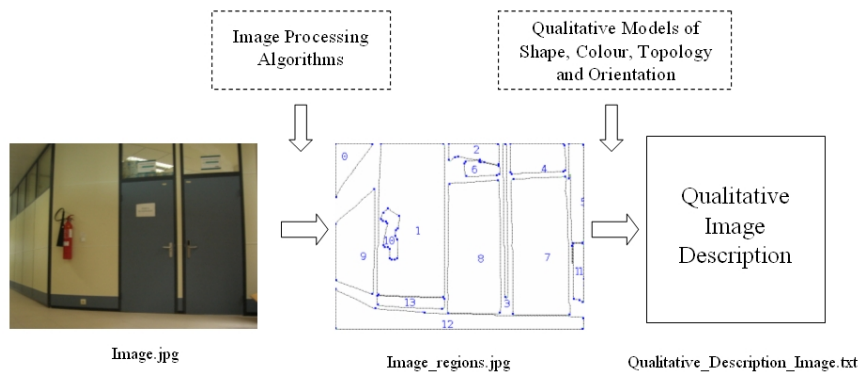 Image Processing
Algorithms
Qualitative Models of
Shape, Colour, Topology
and Orientation
0
2
6
4
5
10
1
9
8
7
11
13
3
12
Qualitative
Image
Description
Image.jpg
Image_regions.jpg
Qualitative_Description_Image.txt